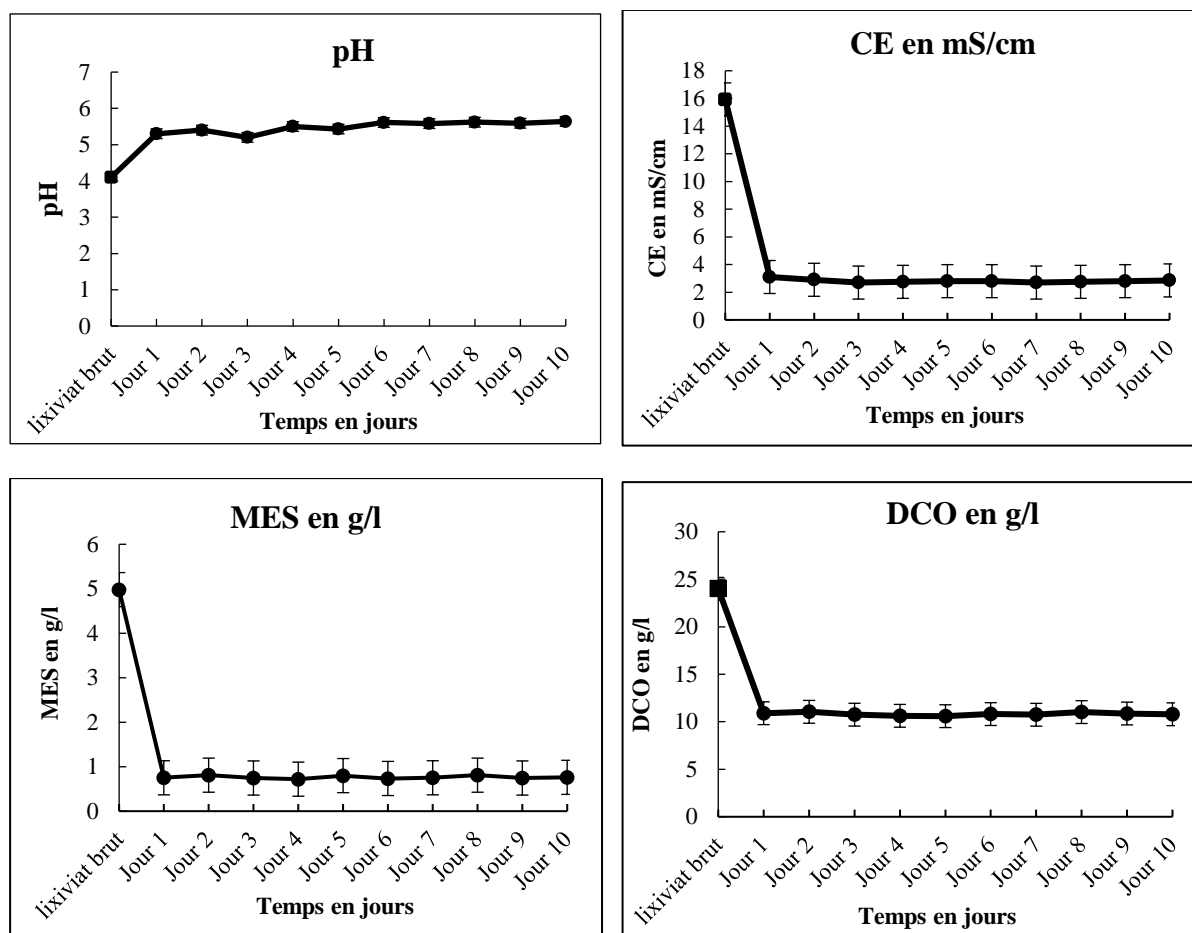 pH
7
6
5
4
3
2
1
0
pH
lixiviat brut
Jour 1
Jour 2
Jour 3
Jour 4
Jour 5
Jour 6
Jour 7
Jour 8
Jour 9
Jour 10
Temps en jours
CE en mS/cm
18
16
14
12
10
8
6
4
2
0
CE en mS/cm
lixiviat brut
Jour 1
Jour 2
Jour 3
Jour 4
Jour 5
Jour 6
Jour 7
Jour 8
Jour 9
Jour 10
Temps en jours
MES en g/l
6
5
4
3
2
1
0
MES en g/l
lixiviat brut
Jour 1
Jour 2
Jour 3
Jour 4
Jour 5
Jour 6
Jour 7
Jour 8
Jour 9
Jour 10
Temps en jours
DCO en g/l
30
25
20
15
10
5
0
DCO en g/l
lixiviat brut
Jour 1
Jour 2
Jour 3
Jour 4
Jour 5
Jour 6
Jour 7
Jour 8
Jour 9
Jour 10
Temps en jours